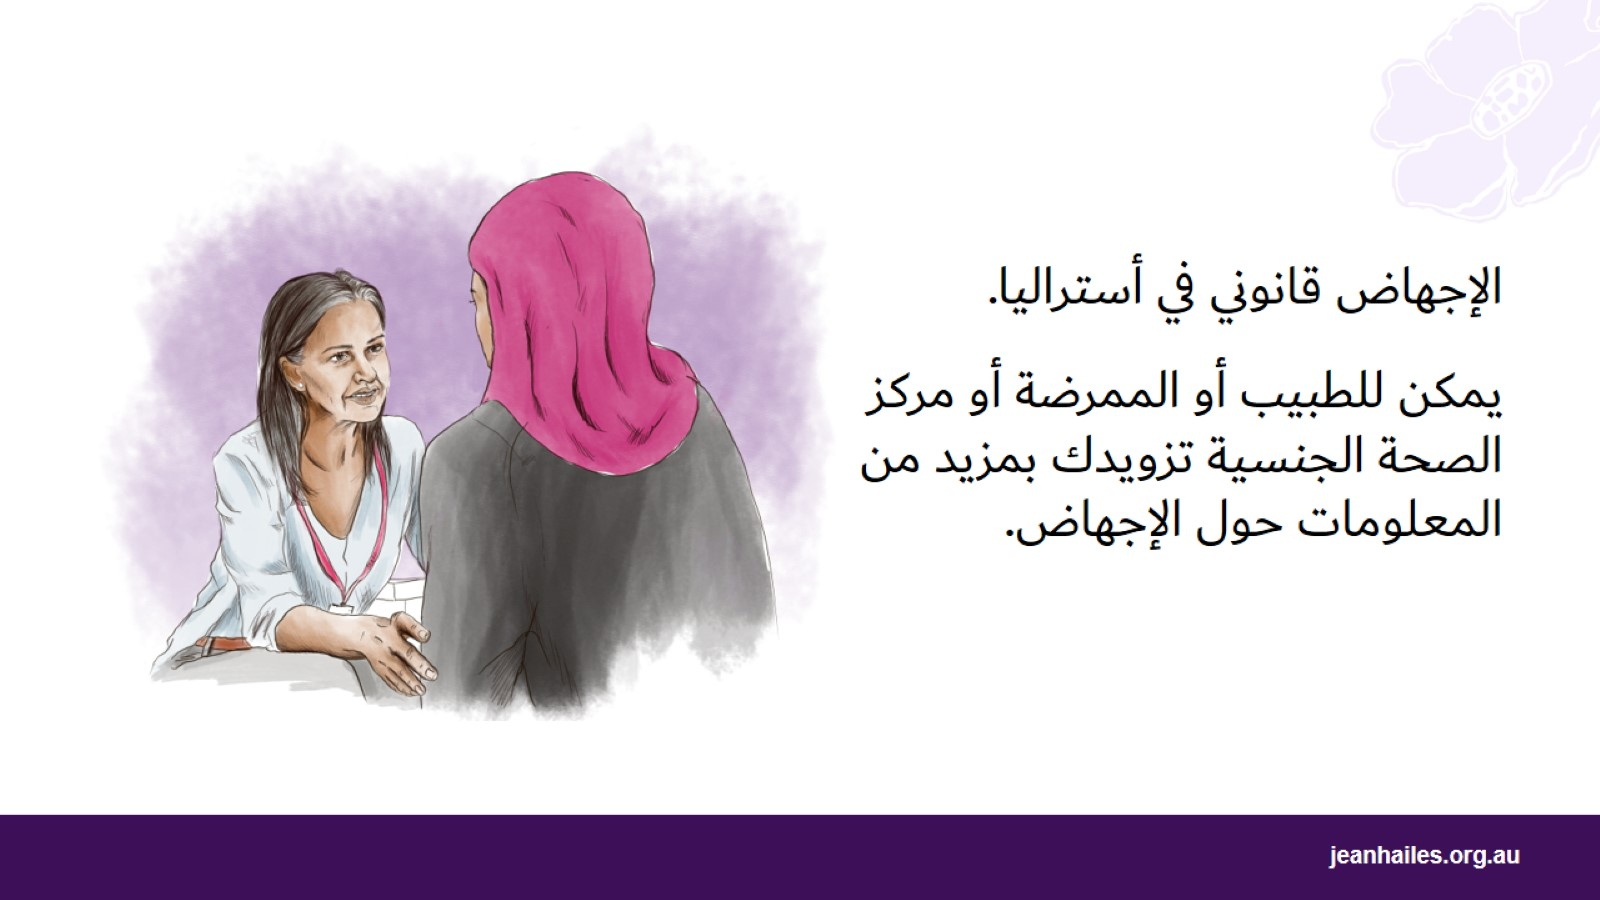 الإجهاض قانوني في أستراليا.
يمكن للطبيب أو الممرضة أو مركز
الصحة الجنسية تزويدك بمزيد من
المعلومات حول الإجهاض.
jeanhailes.org.au